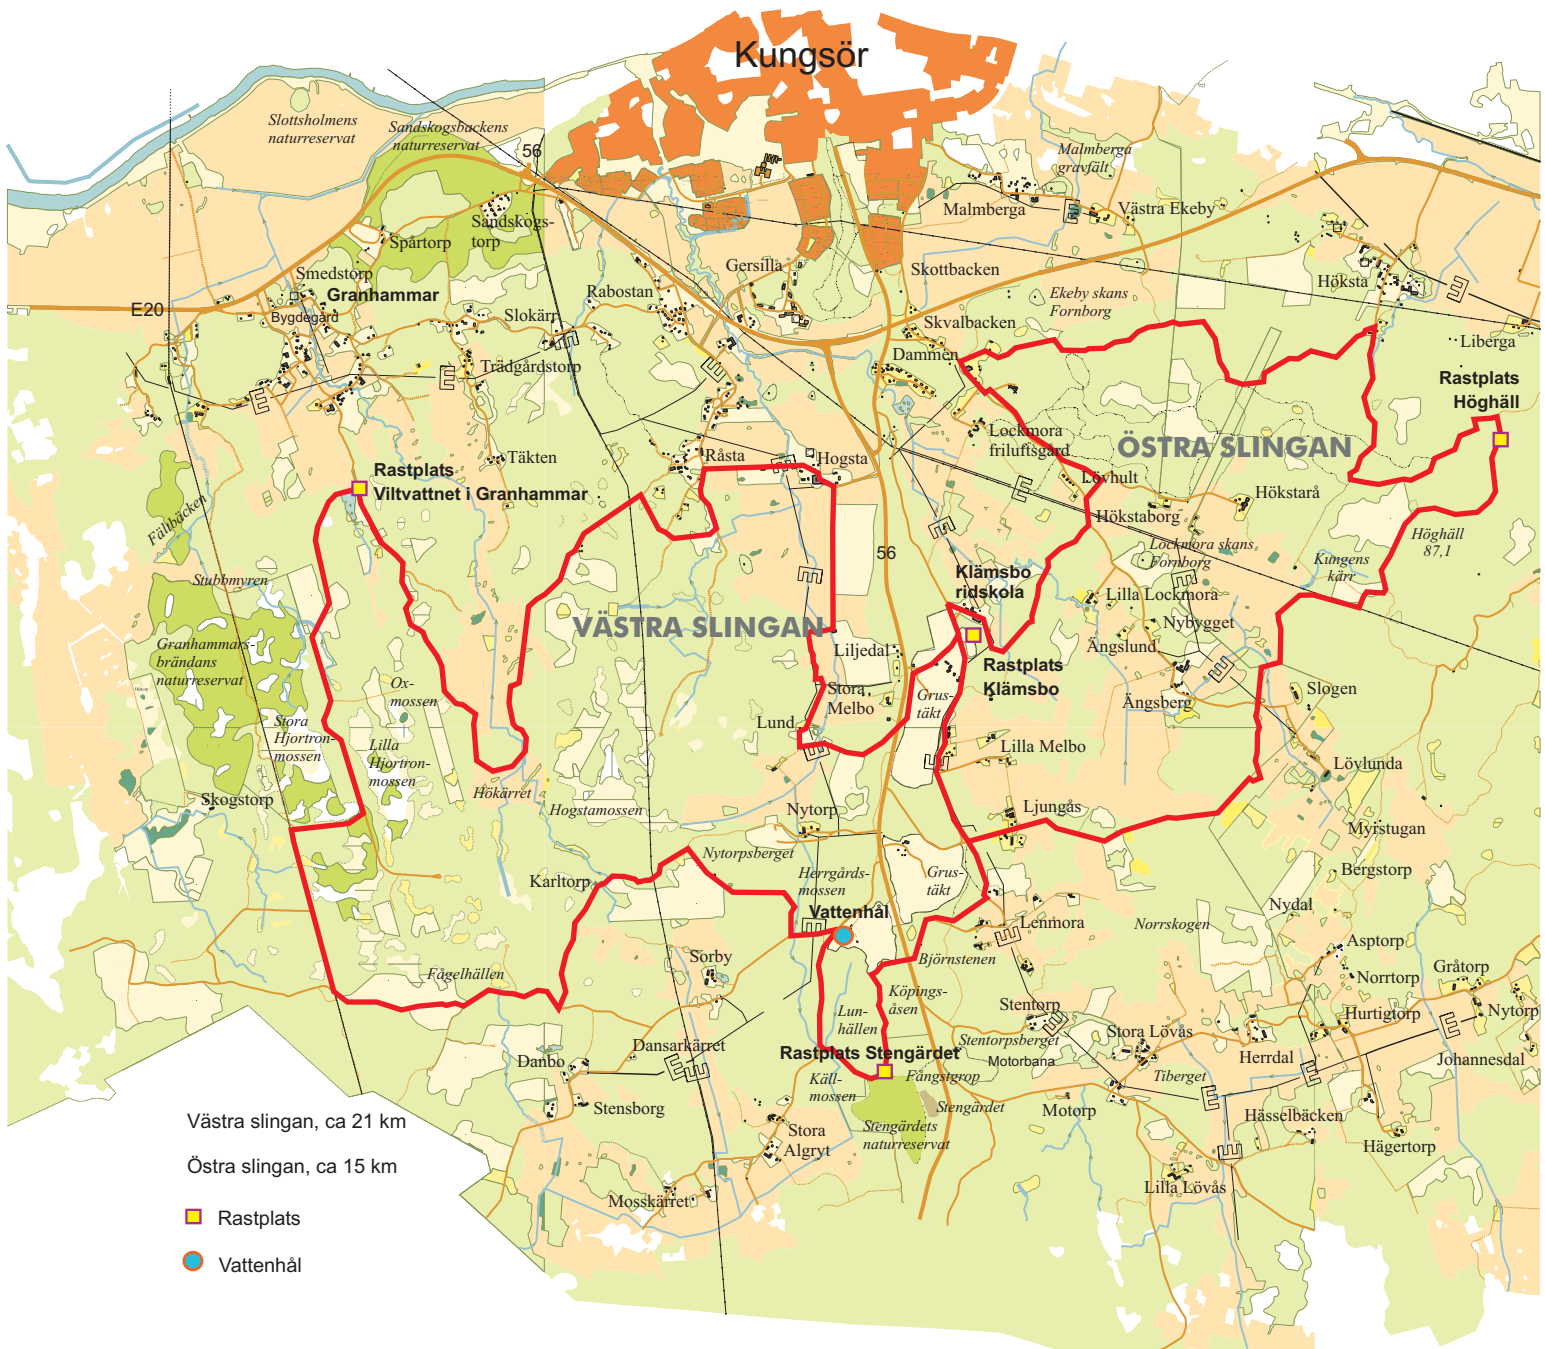 Kungsör
Slottsholmens
naturreservat
Sandskogsbackens
naturreservat
56
Malmberga
gravfält
Sandskogs-
torp
Spårtorp
Malmberga
Västra Ekeby
Smedstorp
Granhammar
Bygdegård
E20
Gersilla
Skottbacken
Höksta
Rabostan
Slokärr
Ekeby skans
Fornborg
Skvalbacken
Liberga
Dammen
Trädgårdstorp
Rastplats
Höghäll
Lockmora
friluftsgård
ÖSTRA SLINGAN
Råsta
Hogsta
Täkten
Rastplats
Viltvattnet i Granhammar
Lövhult
Hökstarå
Hökstaborg
Fältbäcken
Höghäll
87,1
56
Lockmora skans
Fornborg
Kungens
kärr
Stubbmyren
Klämsbo
ridskola
Lilla Lockmora
Nybygget
VÄSTRA SLINGAN
Granhammars-
brändans
naturreservat
Liljedal
Ängslund
Rastplats
Klämsbo
Ox-
mossen
Stora
Melbo
Grus-
täkt
Ängsberg
Slogen
Stora
Hjortron-
mossen
Lund
Lilla
Hjortron-
mossen
Lilla Melbo
Lövlunda
Skogstorp
Hökärret
Hogstamossen
Nytorp
Ljungås
Myrstugan
Nytorpsberget
Herrgårds-
mossen
Grus-
täkt
Bergstorp
Karltorp
Vattenhål
Nydal
Lenmora
Norrskogen
Asptorp
Sorby
Björnstenen
Fågelhällen
Norrtorp
Gråtorp
Köpings-
åsen
Stentorp
Lun-
hällen
Hurtigtorp
Nytorp
Stora Lövås
Stentorpsberget
Dansarkärret
Rastplats Stengärdet
Motorbana
Herrdal
Johannesdal
Danbo
Fångstgrop
Tiberget
Käll-
mossen
Stengärdet
Motorp
Stensborg
Hässelbäcken
Stengärdets
naturreservat
Stora
Algryt
Hägertorp
Mosskärret
Lilla Lövås
Västra slingan, ca 21 km
Östra slingan, ca 15 km
Rastplats
Vattenhål